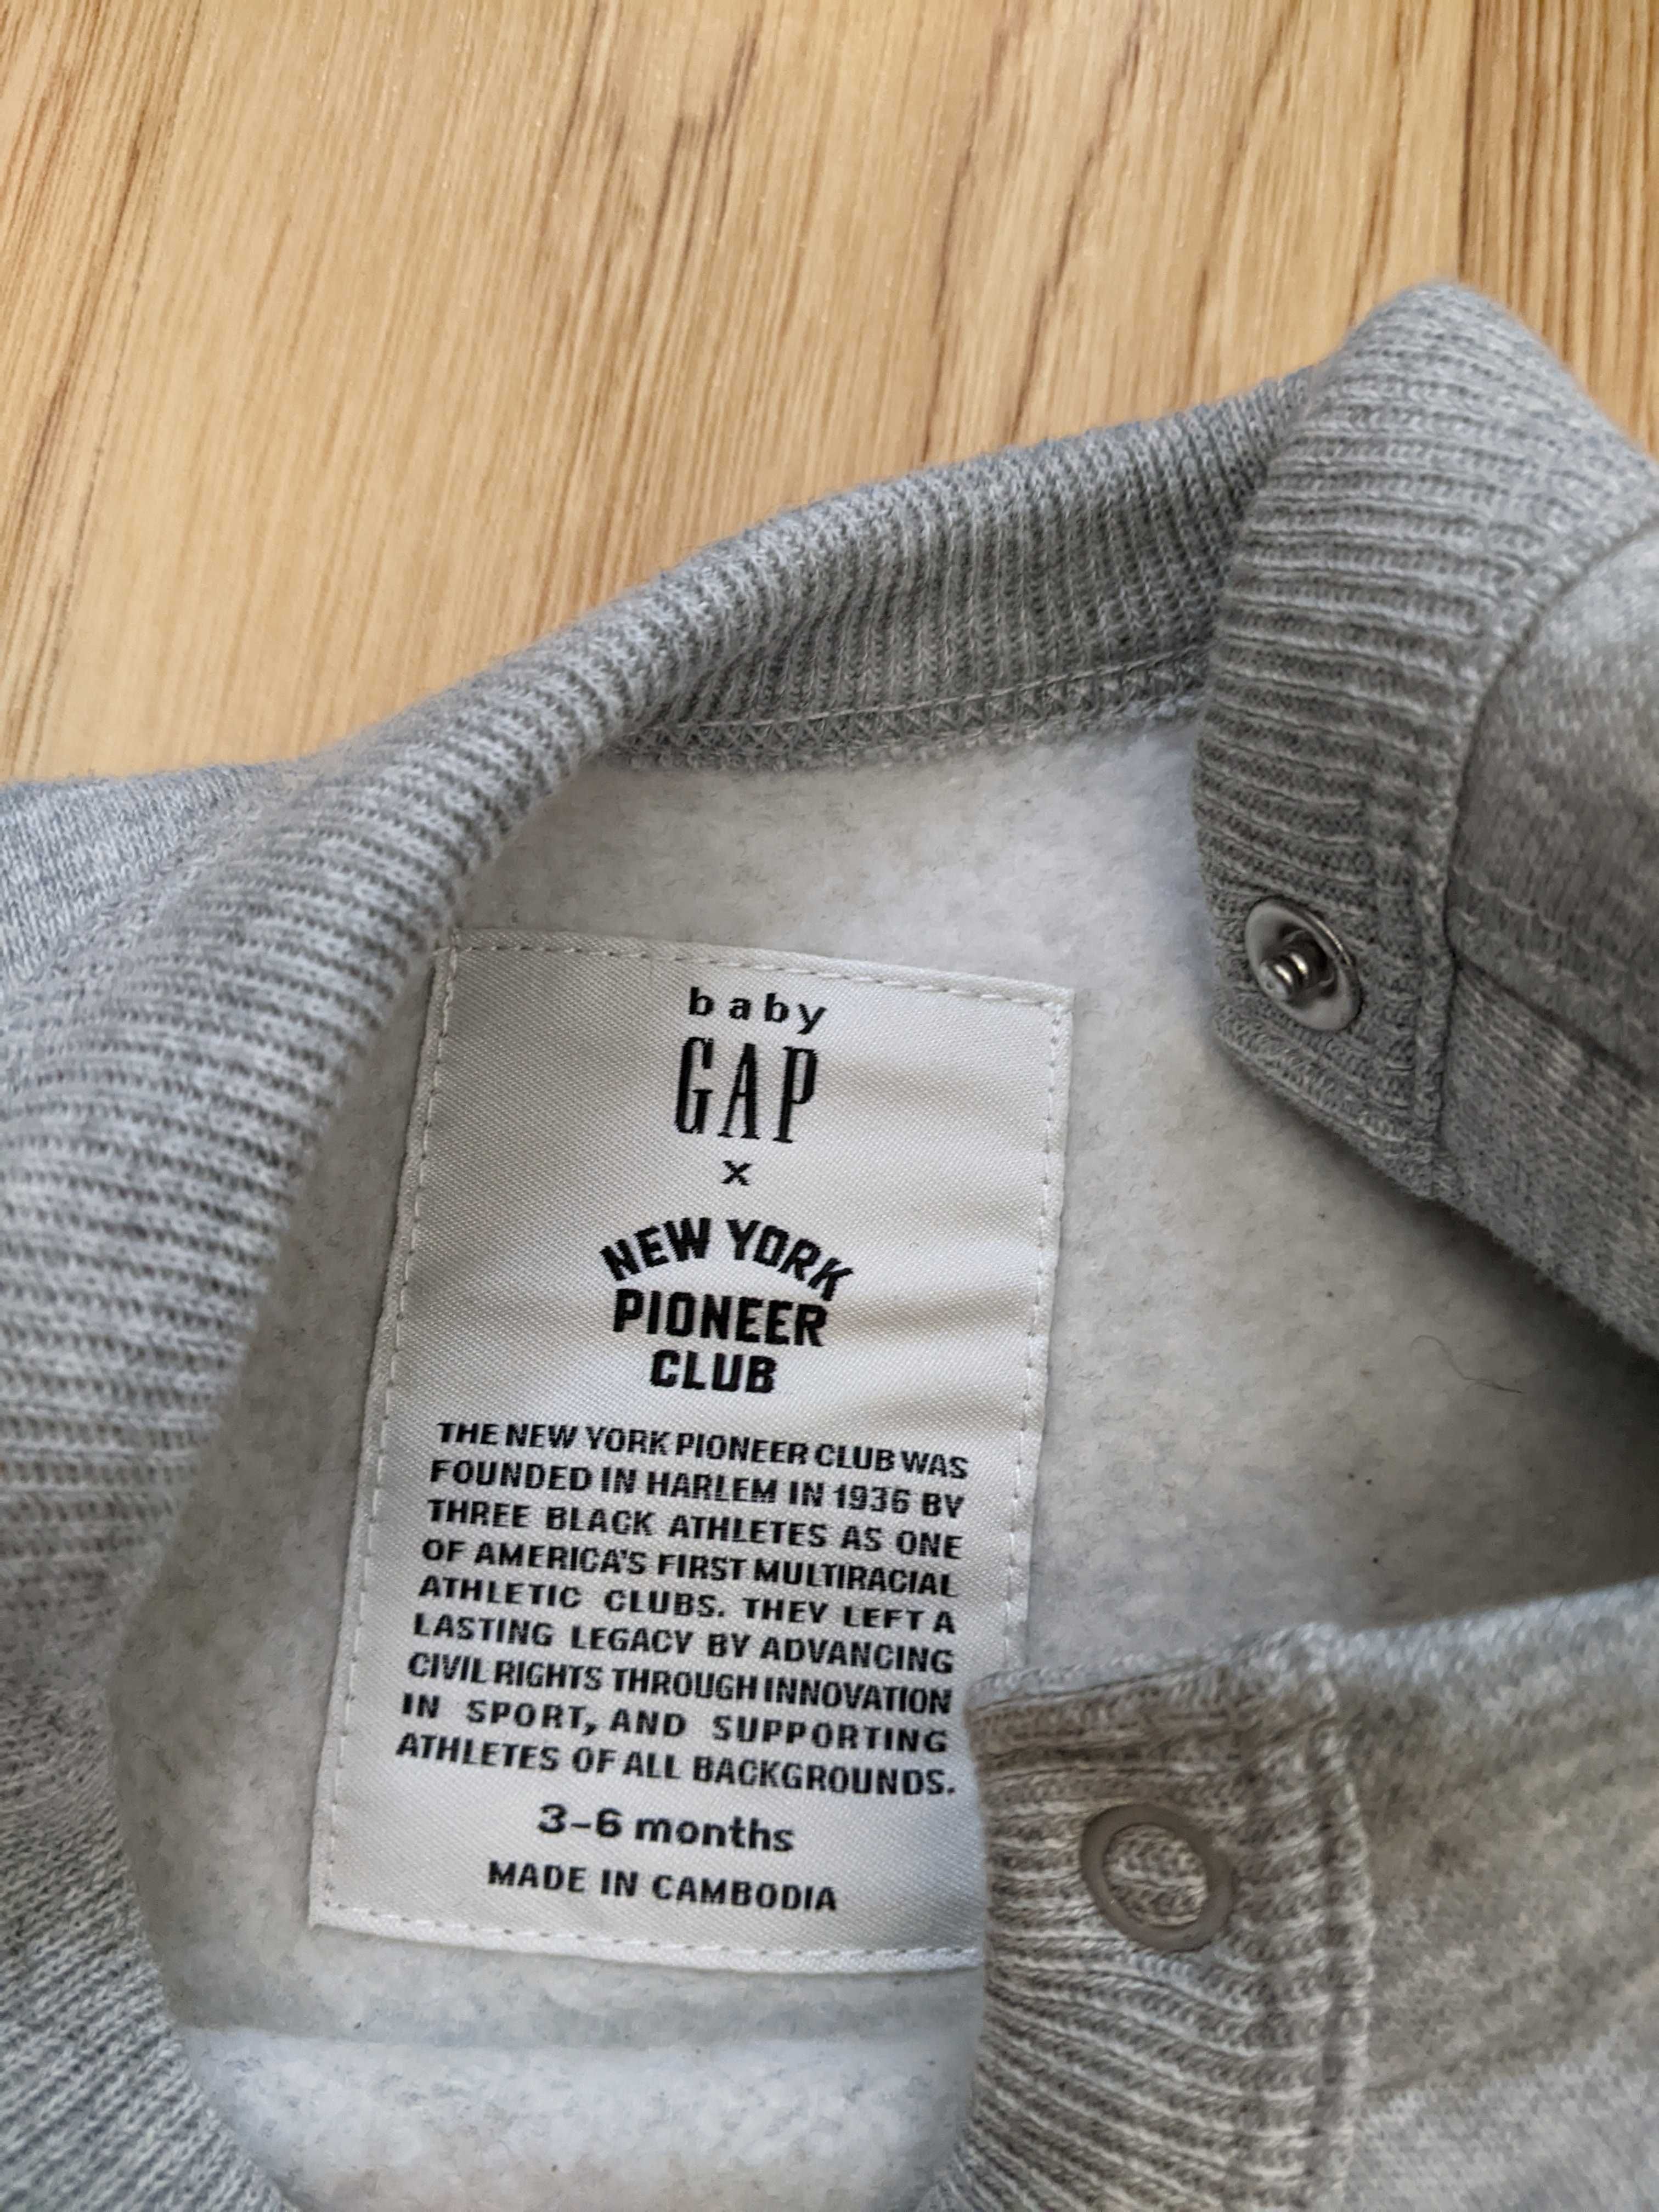 baby
GAP
x
NEW YORK
PIONEER
CLUB
THE NEW YORK PIONEER CLUB WAS
FOUNDED IN HARLEM IN 1936 BY
THREE BLACK ATHLETES AS ONE
OF AMERICA'S FIRST MULTIRACIAL
ATHLETIC CLUBS. THEY LEFT A
LASTING LEGACY BY ADVANCING
CIVIL RIGHTS THROUGH INNOVATION
IN SPORT, AND SUPPORTING
ATHLETES OF ALL BACKGROUNDS.
3-6 months
MADE IN CAMBODIA